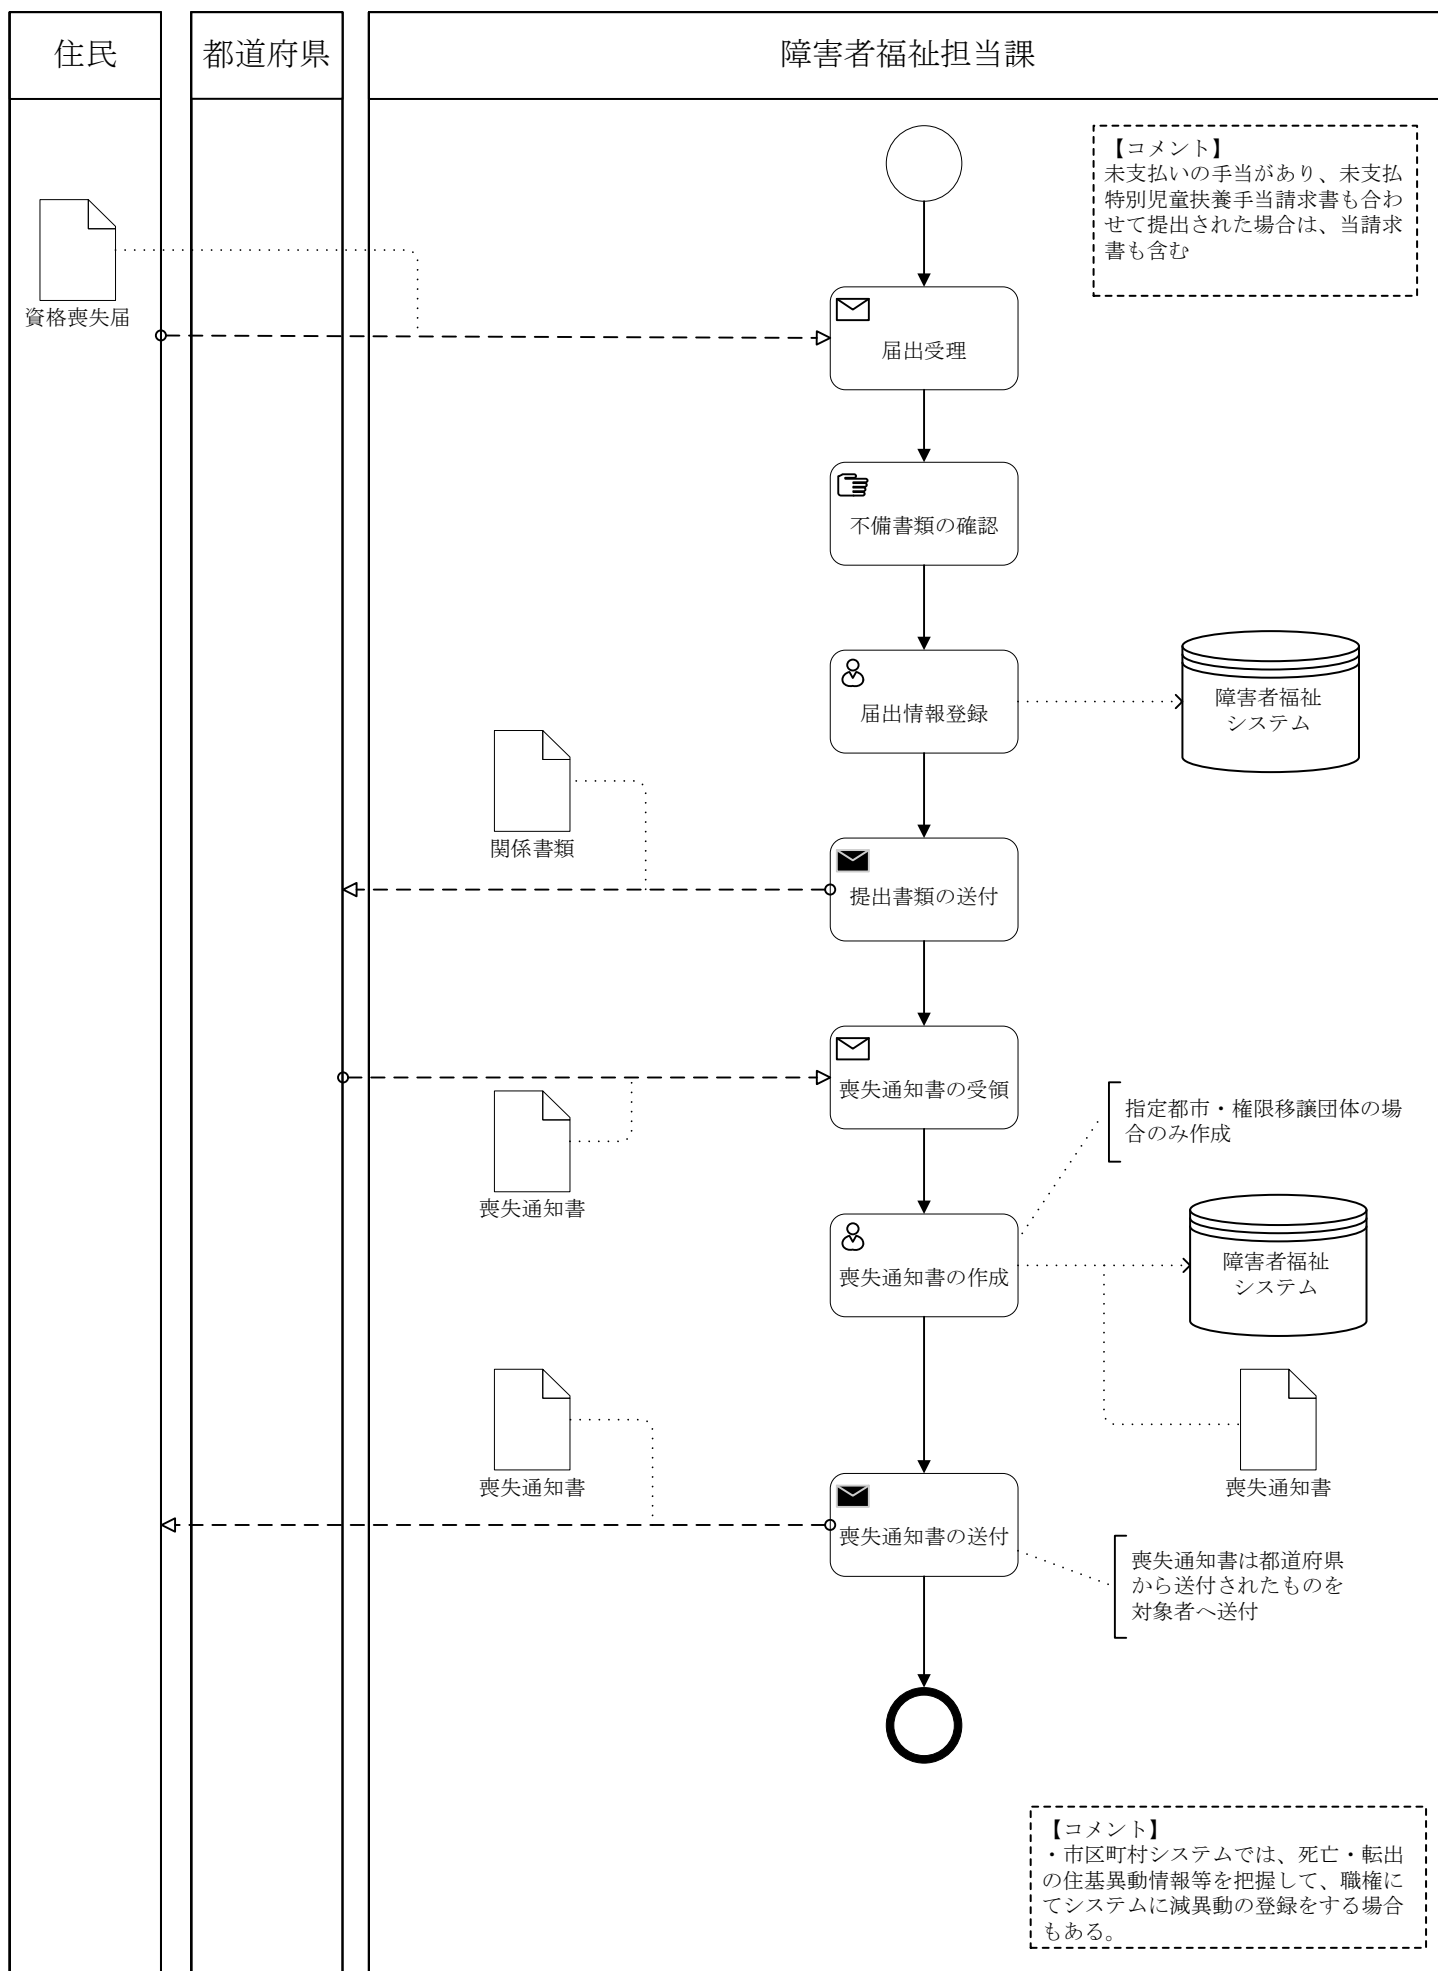 住民
都道府県
障害者福祉担当課
【コメント】
未支払いの手当があり、未支払
特別児童扶養手当請求書も合わ
せて提出された場合は、当請求
書も含む
資格喪失届
届出受理
不備書類の確認
届出情報登録
障害者福祉
システム
関係書類
提出書類の送付
喪失通知書の受領
喪失通知書
指定都市・権限移譲団体の場
合のみ作成
喪失通知書の作成
障害者福祉
システム
喪失通知書
喪失通知書
喪失通知書の送付
喪失通知書は都道府県
から送付されたものを
対象者へ送付
【コメント】
・市区町村システムでは、死亡・転出
の住基異動情報等を把握して、職権に
てシステムに減異動の登録をする場合
もある。